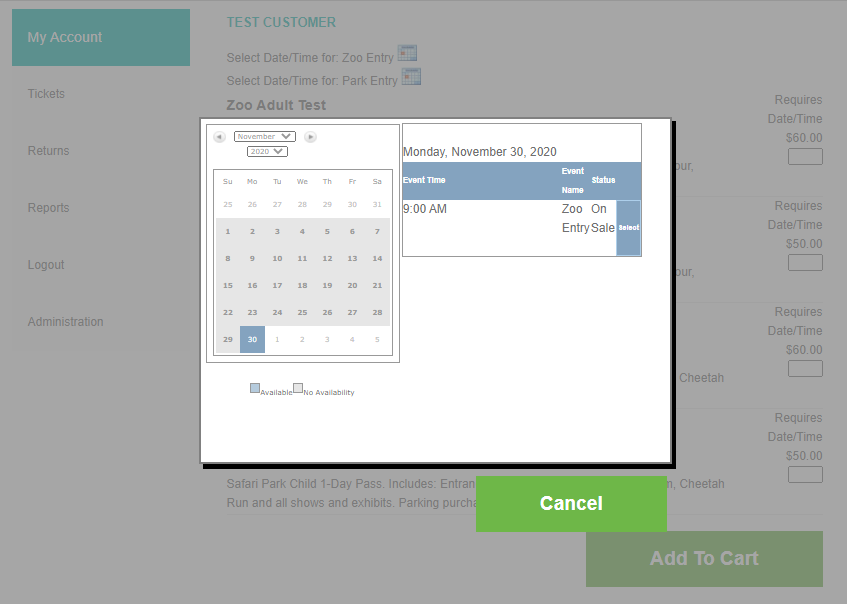 My Account
Tickets
Returns
Reports
Logout
Administration
TEST CUSTOMER
Select Date/Time for: Zoo Entry
Select Date/Time for: Park Entry
Zoo Adult Test
Requires
Date/Time
$60.00
our,
Requires
Date/Time
$50.00
our,
Requires
Date/Time
$60.00
Cheetah
Requires
Date/Time
$50.00
November
2020
Su Mo Tu We Th Fr Sa
25 26 27 28 29 30 31
1 2 3 4 5 6 7
8 9 10 11 12 13 14
15 16 17 18 19 20 21
22 23 24 25 26 27 28
29 30 1 2 3 4 5
Available No Availability
Monday, November 30, 2020
Event Time Event Name Status
9:00 AM Zoo Entry On Sale Select
Safari Park Child 1-Day Pass. Includes: Entran n, Cheetah
Run and all shows and exhibits. Parking purcha
Cancel
Add To Cart